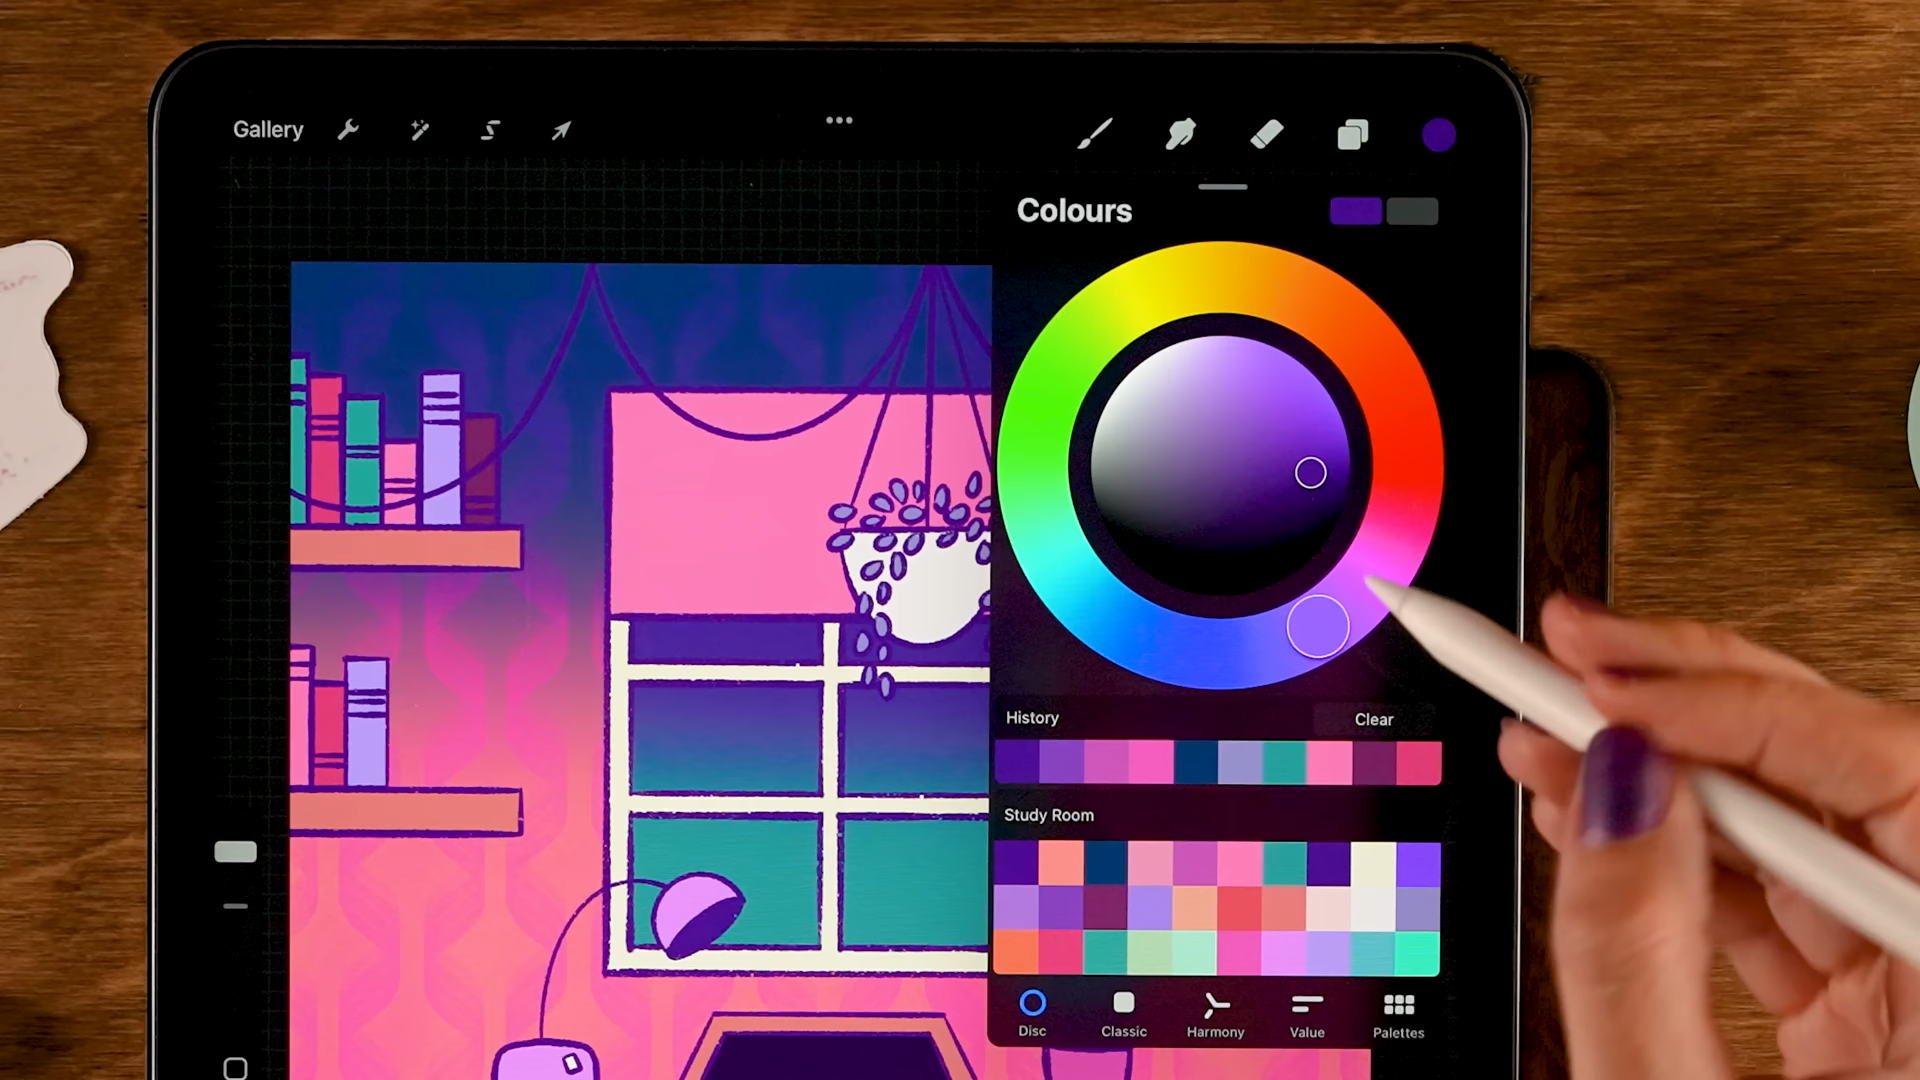 Gallery
Colours
History
Clear
Study Room
Disc
Classic
Harmony
Value
Palettes